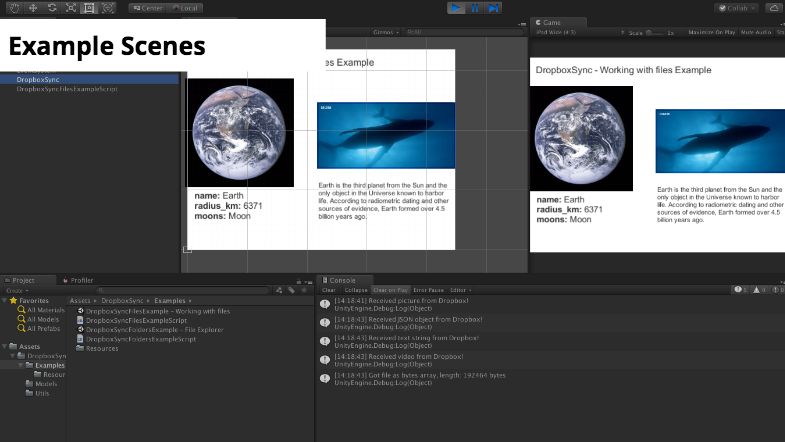 Center
Local
Collab
Example Scenes
Gizmos
Game
iPad Wide (4:3)
Scale
1x
Maximize On Play
Mute Audio
DropboxSync
DropboxSyncFilesExampleScript
es Example
name: Earth
radius_km: 6371
moons: Moon
Earth is the third planet from the Sun and the
only object in the Universe known to harbor
life. According to radiometric dating and other
sources of evidence, Earth formed over 4.5
billion years ago.
DropboxSync - Working with files Example
name: Earth
radius_km: 6371
moons: Moon
Earth is the third planet from the Sun
only object in the Universe known to
life. According to radiometric dating a
sources of evidence, Earth formed ov
billion years ago.
Project
Profiler
Create
Favorites
All Materials
All Models
All Prefabs
Assets
DropboxSyn
Examples
Resour
Models
Utils
Assets
DropboxSync
Examples
DropboxSyncFilesExample - Working with files
DropboxSyncFilesExampleScript
DropboxSyncFoldersExample - File Explorer
DropboxSyncFoldersExampleScript
Resources
Console
Clear
Collapse
Clear on Play
Error Pause
Editor
[14:18:41] Received picture from Dropbox!
UnityEngine.Debug:Log(Object)
[14:18:43] Received JSON object from Dropbox!
UnityEngine.Debug:Log(Object)
[14:18:43] Received text string from Dropbox!
UnityEngine.Debug:Log(Object)
[14:18:43] Received video from Dropbox!
UnityEngine.Debug:Log(Object)
[14:18:43] Got file as bytes array, length: 192464 bytes
UnityEngine.Debug:Log(Object)